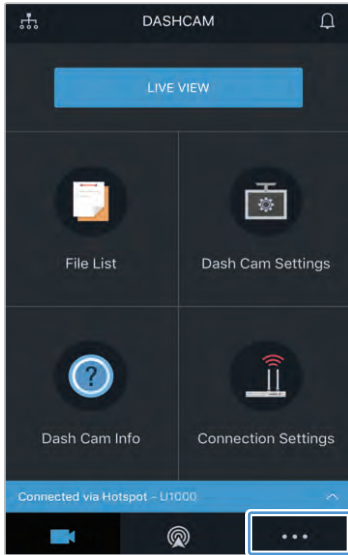 DASHCAM
LIVE VIEW
File List
Dash Cam Settings
Dash Cam Info
Connection Settings
Connected via Hotspot - U1000